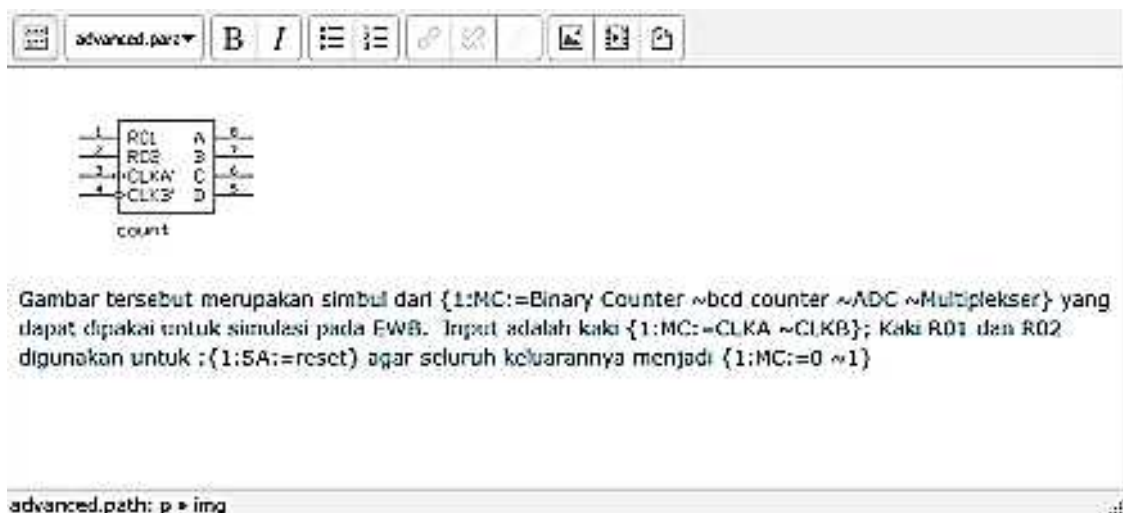 advanced.para
B I
1 R01 A 8
2 R02 B 7
3 CLKA' C 6
4 CLKB' D 5
count
Gambar tersebut merupakan simbul dari {1:MC:=Binary Counter ~bcd counter ~ADC ~Multiplekser} yang
dapat dipakai untuk simulasi pada EWB. Input adalah kaki {1:MC:=CLKA ~CLKB}; Kaki R01 dan R02
digunakan untuk :{1:SA:=reset} agar seluruh keluarannya menjadi {1:MC:=0 ~1}
advanced.path: p » img